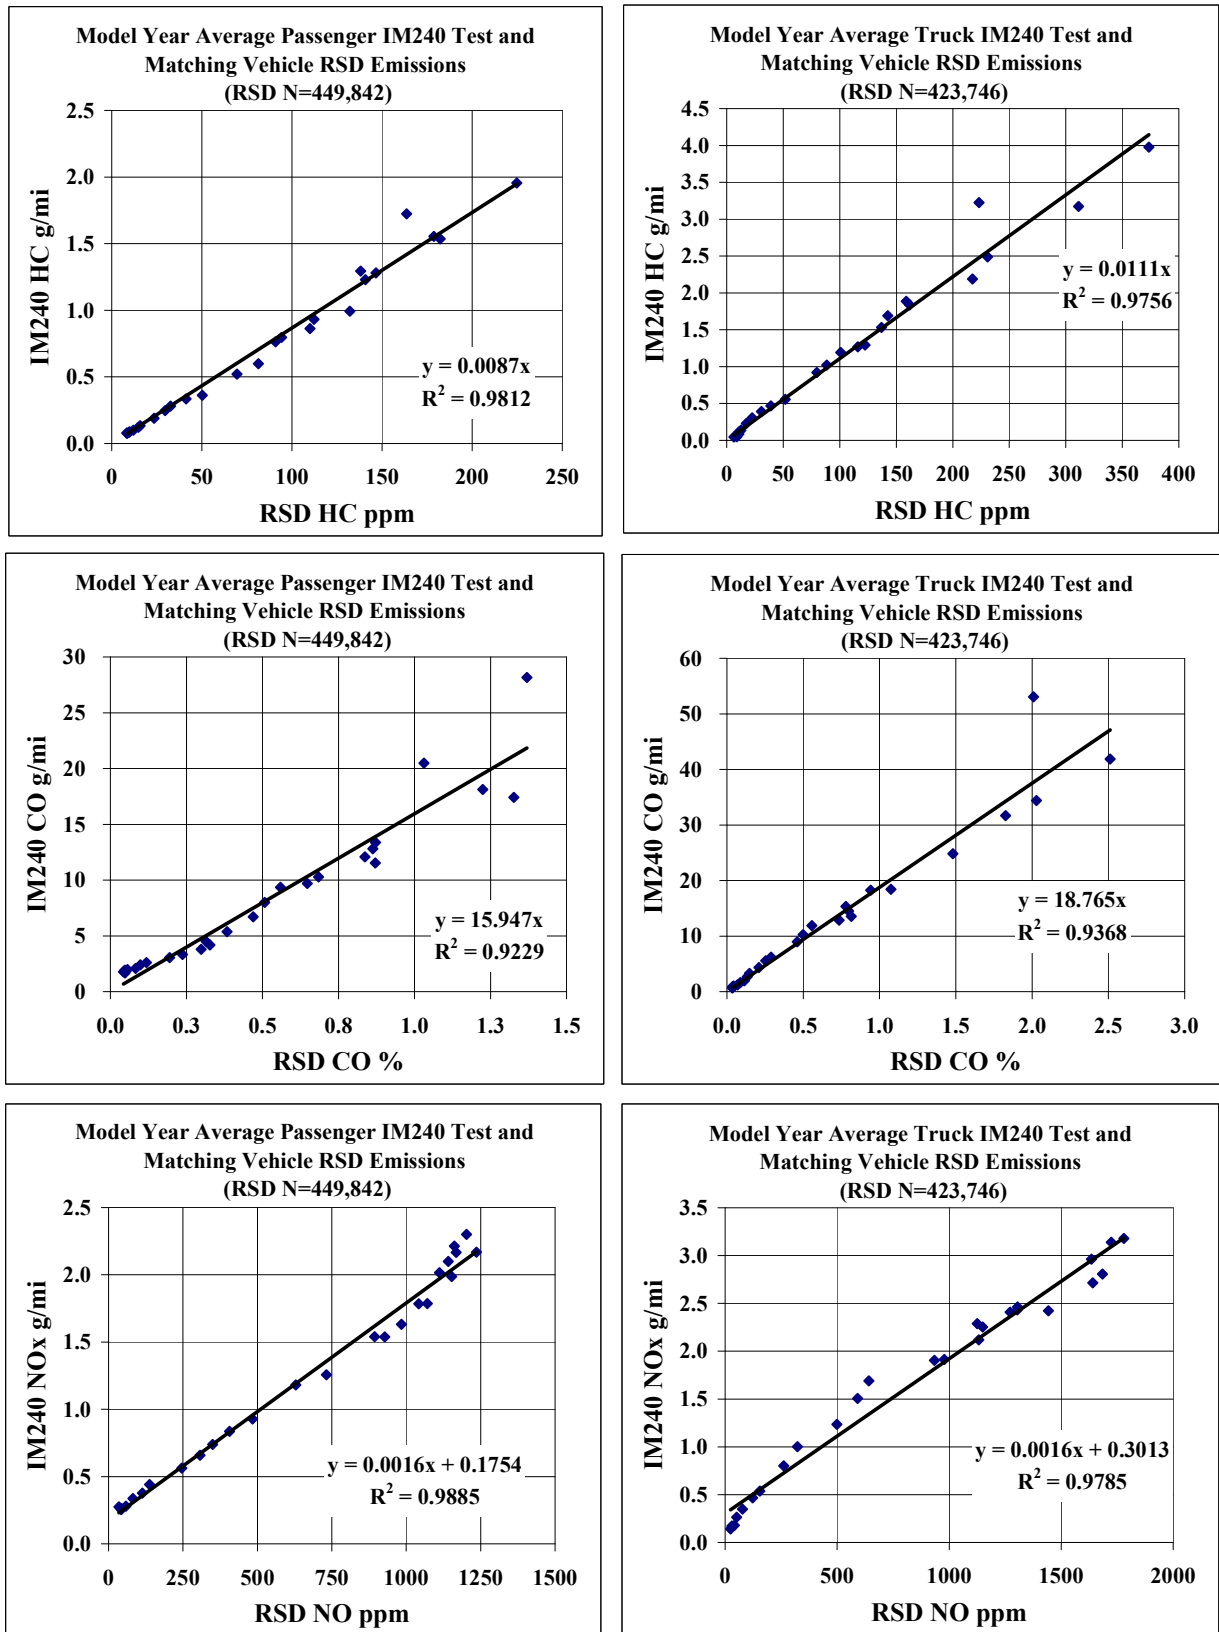 Model Year Average Passenger IM240 Test and
Matching Vehicle RSD Emissions
(RSD N=449,842)
2.5
2.0
1.5
1.0
0.5
0.0
IM240 HC g/mi
y = 0.0087x
R² = 0.9812
0 50 100 150 200 250
RSD HC ppm
Model Year Average Truck IM240 Test and
Matching Vehicle RSD Emissions
(RSD N=423,746)
4.5
4.0
3.5
3.0
2.5
2.0
1.5
1.0
0.5
0.0
IM240 HC g/mi
y = 0.0111x
R² = 0.9756
0 50 100 150 200 250 300 350 400
RSD HC ppm
Model Year Average Passenger IM240 Test and
Matching Vehicle RSD Emissions
(RSD N=449,842)
30
25
20
15
10
5
0
IM240 CO g/mi
y = 15.947x
R² = 0.9229
0.0 0.3 0.5 0.8 1.0 1.3 1.5
RSD CO %
Model Year Average Truck IM240 Test and
Matching Vehicle RSD Emissions
(RSD N=423,746)
60
50
40
30
20
10
0
IM240 CO g/mi
y = 18.765x
R² = 0.9368
0.0 0.5 1.0 1.5 2.0 2.5 3.0
RSD CO %
Model Year Average Passenger IM240 Test and
Matching Vehicle RSD Emissions
(RSD N=449,842)
2.5
2.0
1.5
1.0
0.5
0.0
IM240 NOx g/mi
y = 0.0016x + 0.1754
R² = 0.9885
0 250 500 750 1000 1250 1500
RSD NO ppm
Model Year Average Truck IM240 Test and
Matching Vehicle RSD Emissions
(RSD N=423,746)
3.5
3.0
2.5
2.0
1.5
1.0
0.5
0.0
IM240 NOx g/mi
y = 0.0016x + 0.3013
R² = 0.9785
0 500 1000 1500 2000
RSD NO ppm